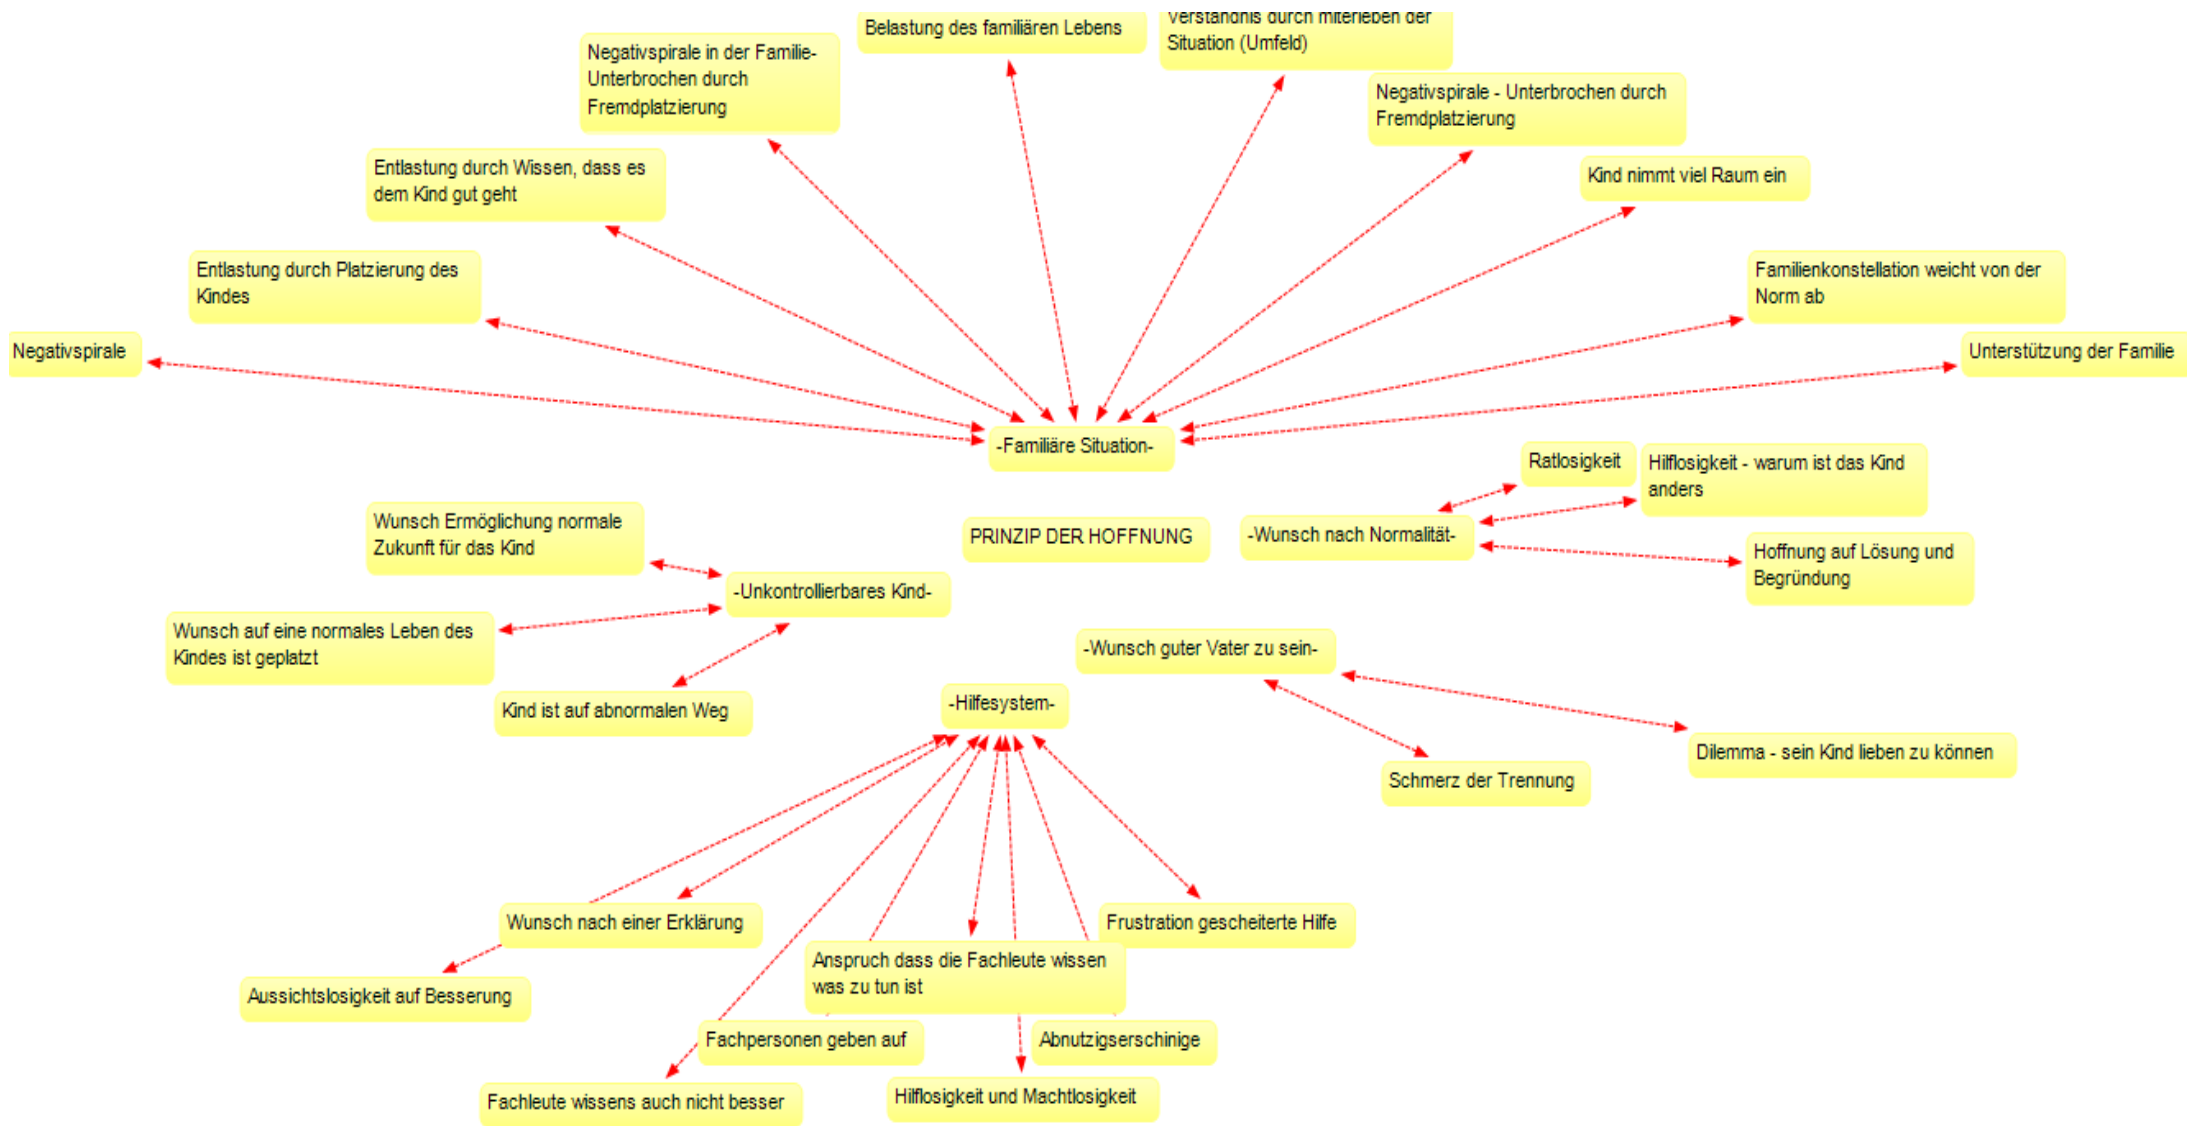 Belastung des familiären Lebens
Verständnis durch miterleben der
Situation (Umfeld)
Negativspirale in der Familie-
Unterbrochen durch
Fremdplatzierung
Negativspirale - Unterbrochen durch
Fremdplatzierung
Entlastung durch Wissen, dass es
dem Kind gut geht
Kind nimmt viel Raum ein
Entlastung durch Platzierung des
Kindes
Familienkonstellation weicht von der
Norm ab
Negativspirale
Unterstützung der Familie
-Familiäre Situation-
Ratlosigkeit
Hilflosigkeit - warum ist das Kind
anders
Wunsch Ermöglichung normale
Zukunft für das Kind
PRINZIP DER HOFFNUNG
-Wunsch nach Normalität-
Hoffnung auf Lösung und
Begründung
-Unkontrollierbares Kind-
Wunsch auf eine normales Leben des
Kindes ist geplatzt
-Wunsch guter Vater zu sein-
Kind ist auf abnormalen Weg
-Hilfesystem-
Dilemma - sein Kind lieben zu können
Schmerz der Trennung
Wunsch nach einer Erklärung
Frustration gescheiterte Hilfe
Anspruch dass die Fachleute wissen
was zu tun ist
Aussichtslosigkeit auf Besserung
Fachpersonen geben auf
Abnutzigserschinige
Fachleute wissens auch nicht besser
Hilflosigkeit und Machtlosigkeit